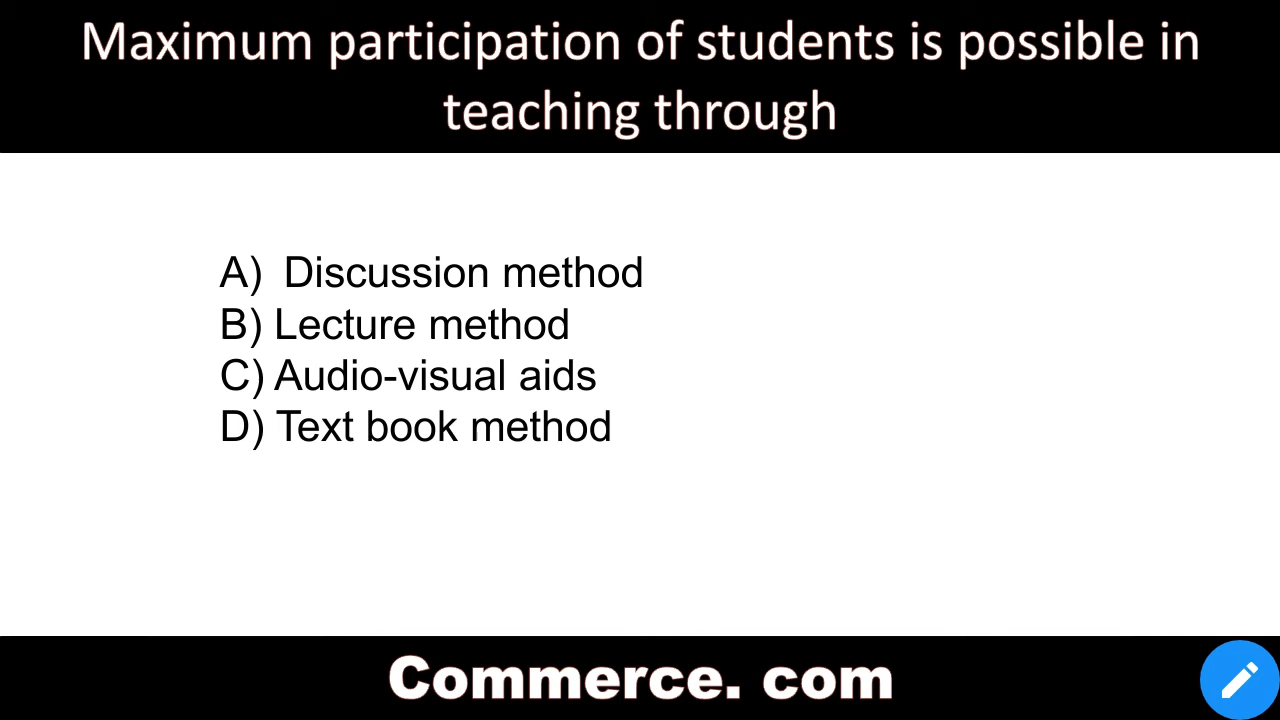 Maximum participation of students is possible in
teaching through
A) Discussion method
B) Lecture method
C) Audio-visual aids
D) Text book method
Commerce. com